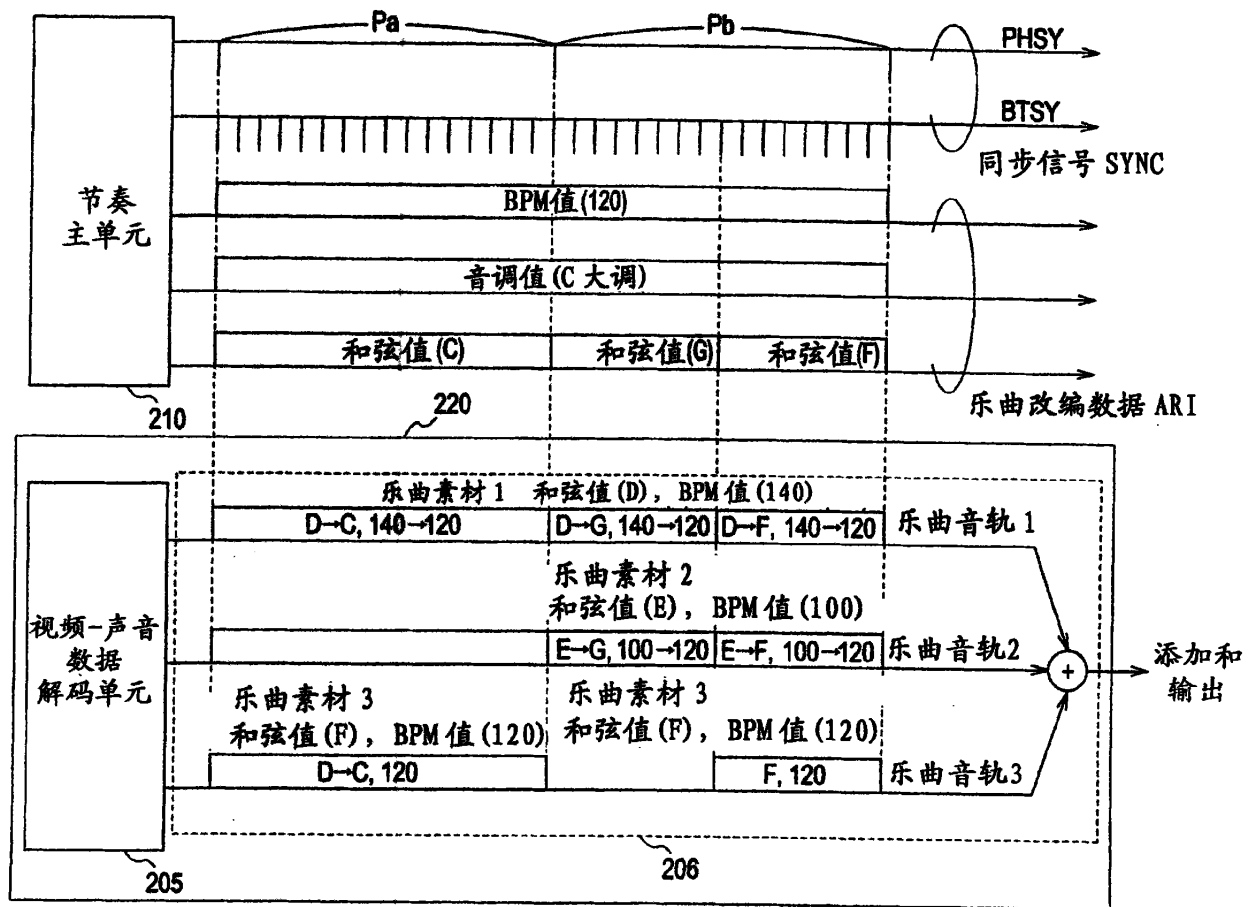 Pa
Pb
PHSY
BTSY
同步信号 SYNC
节奏
主单元
BPM值(120)
音调值(C 大调)
和弦值(C)
和弦值(G)
和弦值(F)
乐曲改编数据 ARI
210
220
乐曲素材1 和弦值(D), BPM值(140)
D→C, 140→120
D→G, 140→120
D→F, 140→120
乐曲音轨1
乐曲素材2
和弦值(E), BPM值(100)
视频-声音
数据
解码单元
E→G, 100→120
E→F, 100→120
乐曲音轨2
+
添加和
输出
乐曲素材3
和弦值(F), BPM值(120)
乐曲素材3
和弦值(F), BPM值(120)
D→C, 120
F, 120
乐曲音轨3
205
206